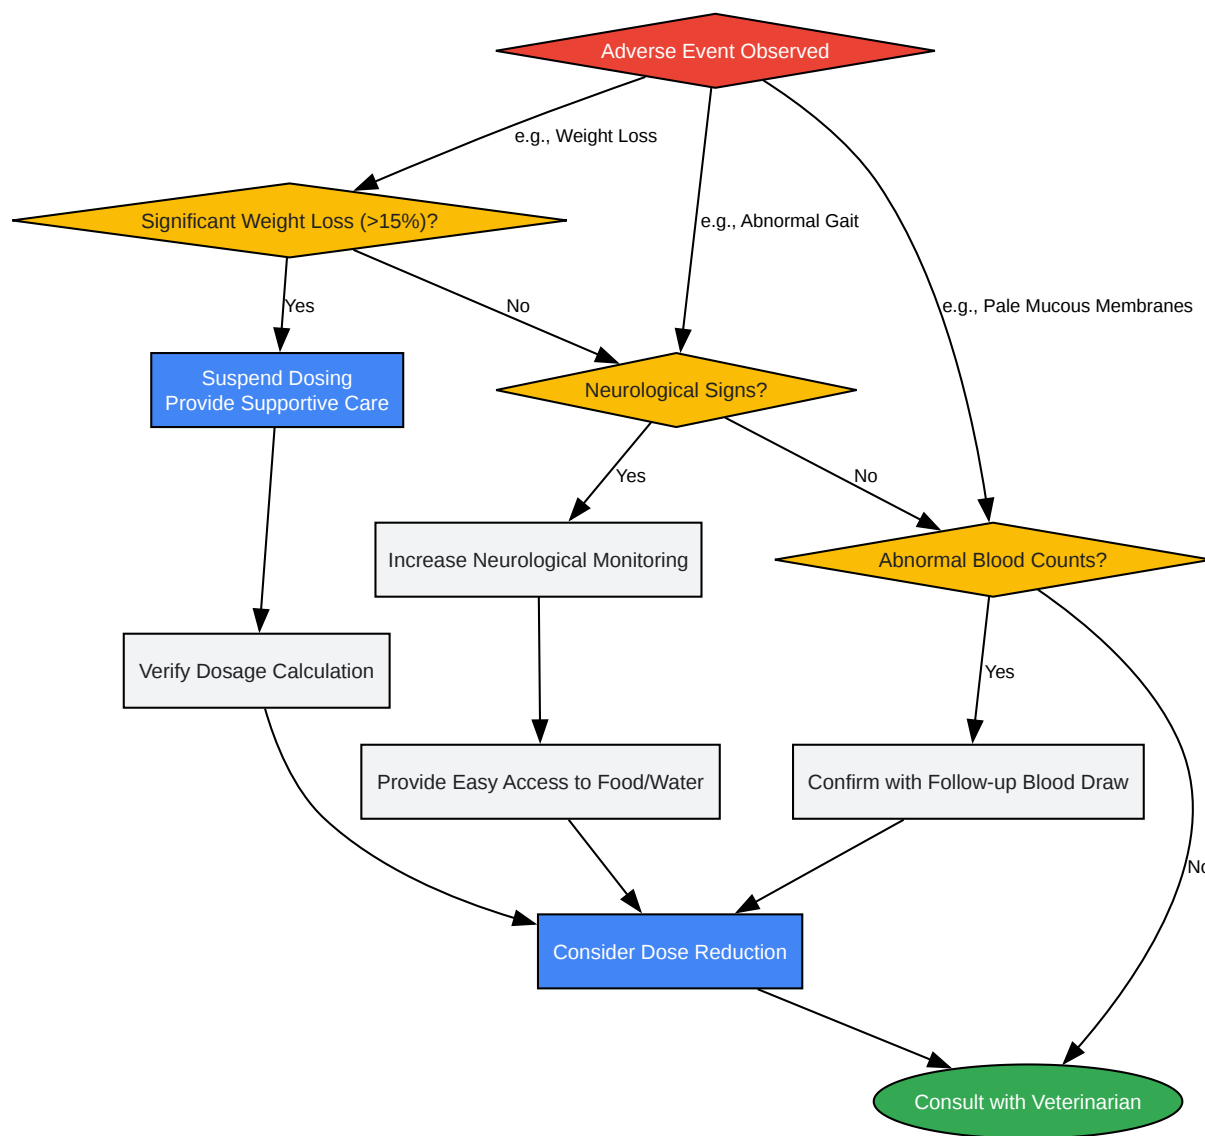 Adverse Event Observed
e.g., Weight Loss
Significant Weight Loss (>15%)?
e.g., Abnormal Gait
Yes
No
e.g., Pale Mucous Membranes
Suspend Dosing
Provide Supportive Care
Neurological Signs?
Yes
No
Increase Neurological Monitoring
Abnormal Blood Counts?
Verify Dosage Calculation
Yes
Provide Easy Access to Food/Water
Confirm with Follow-up Blood Draw
No
Consider Dose Reduction
Consult with Veterinarian